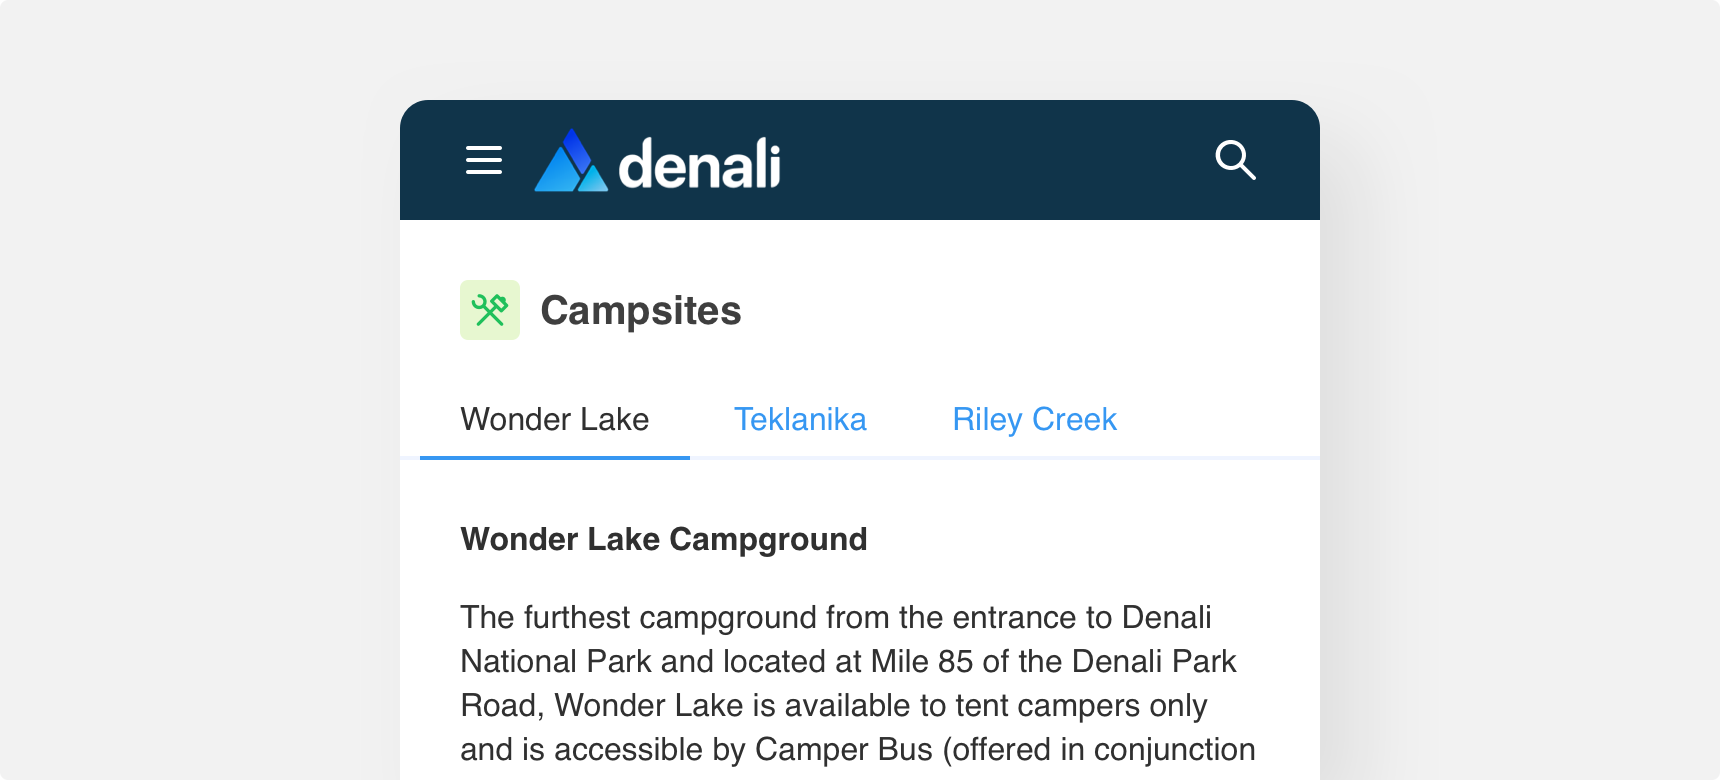 denali
Campsites
Wonder Lake Teklanika Riley Creek
Wonder Lake Campground
The furthest campground from the entrance to Denali
National Park and located at Mile 85 of the Denali Park
Road, Wonder Lake is available to tent campers only
and is accessible by Camper Bus (offered in conjunction